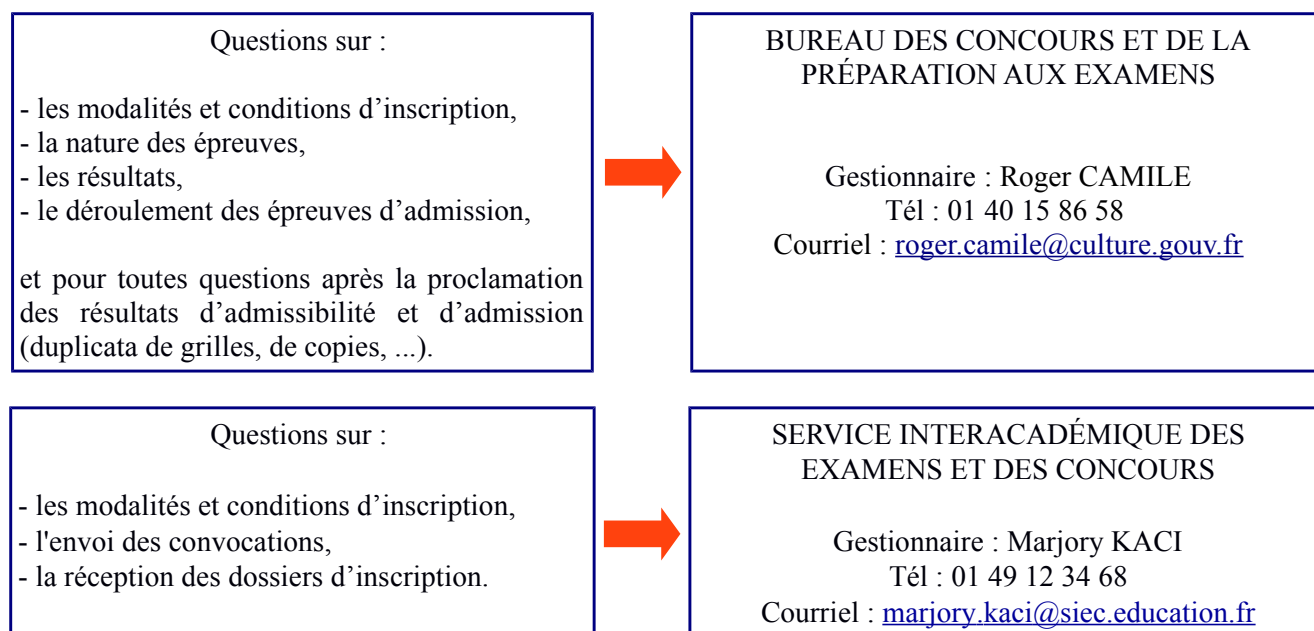 Questions sur :
- les modalités et conditions d’inscription,
- la nature des épreuves,
- les résultats,
- le déroulement des épreuves d’admission,
et pour toutes questions après la proclamation
des résultats d’admissibilité et d’admission
(duplicata de grilles, de copies, ...).
BUREAU DES CONCOURS ET DE LA
PRÉPARATION AUX EXAMENS
Gestionnaire : Roger CAMILE
Tél : 01 40 15 86 58
Courriel : roger.camile@culture.gouv.fr
Questions sur :
- les modalités et conditions d’inscription,
- l'envoi des convocations,
- la réception des dossiers d’inscription.
SERVICE INTERACADÉMIQUE DES
EXAMENS ET DES CONCOURS
Gestionnaire : Marjory KACI
Tél : 01 49 12 34 68
Courriel : marjory.kaci@siec.education.fr